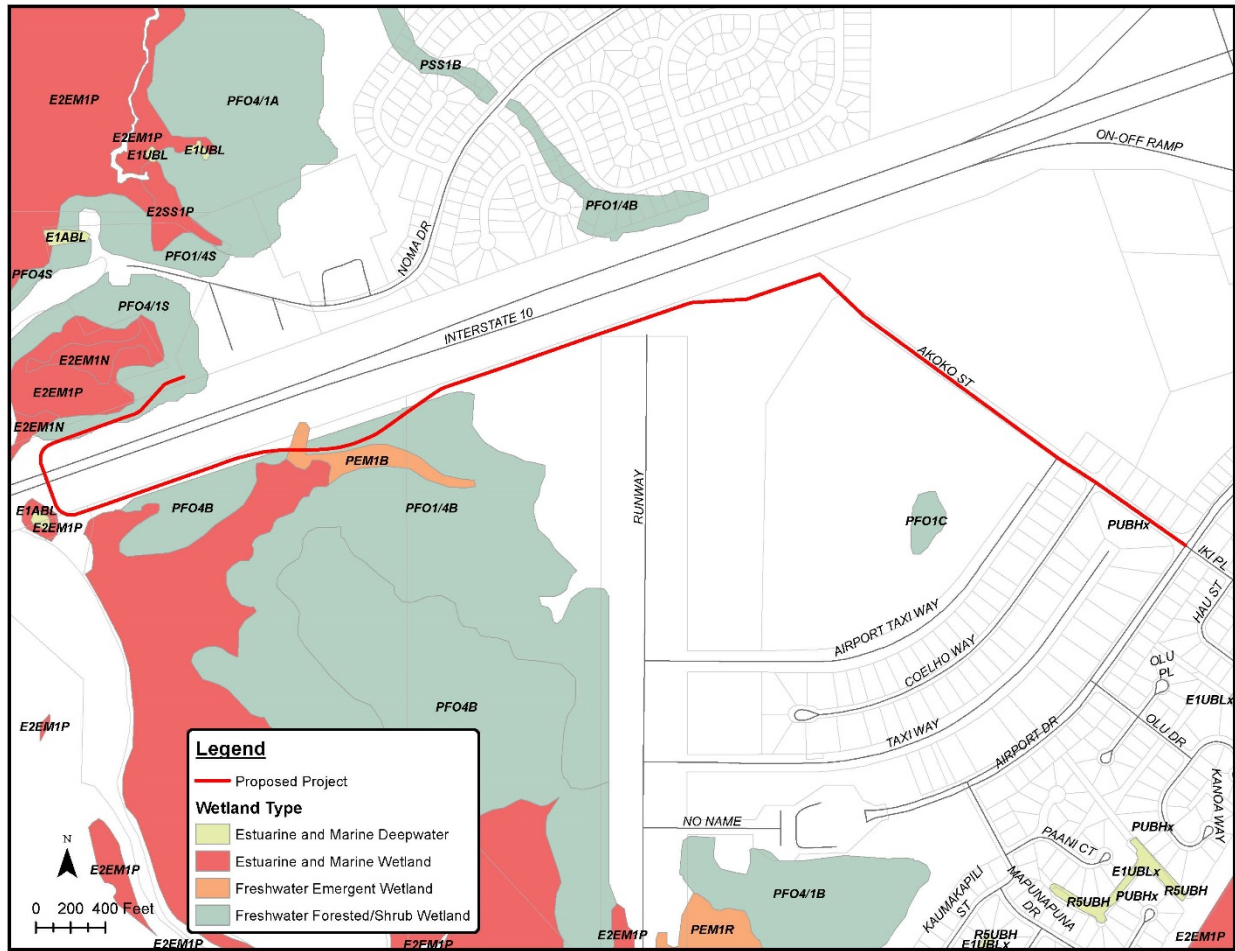 PSS1B
E2EM1P
PFO4/1A
E2EM1P
E1UBL
E1UBL
ON-OFF RAMP
E2SS1P
PFO1/4B
E1ABL
PFO1/4S
NOMA DR
PFO4S
PFO4/1S
INTERSTATE 10
E2EM1N
AKOKO ST
E2EM1P
E2EM1N
PEM1B
RUNWAY
E1ABL
E2EM1P
PFO4B
PFO1/4B
PFO1C
PUBHx
IKI PL
HAU ST
AIRPORT TAXI WAY
COELHO WAY
OLU
PL
E1UBLx
E2EM1P
PFO4B
TAXI WAY
AIRPORT DR
OLU DR
KANOA WAY
Legend
Proposed Project
Wetland Type
Estuarine and Marine Deepwater
Estuarine and Marine Wetland
Freshwater Emergent Wetland
Freshwater Forested/Shrub Wetland
N
0 200 400 Feet
E2EM1P
E2EM1P
E2EM1P
NO NAME
PAANI CT
PUBHx
E1UBLx
PFO4/1B
KAUMAKAPILI
ST
MAPUNAPUNA
DR
R5UBH
PUBHx
R5UBH
PEM1R
R5UBH
E1UBLx
E2EM1P